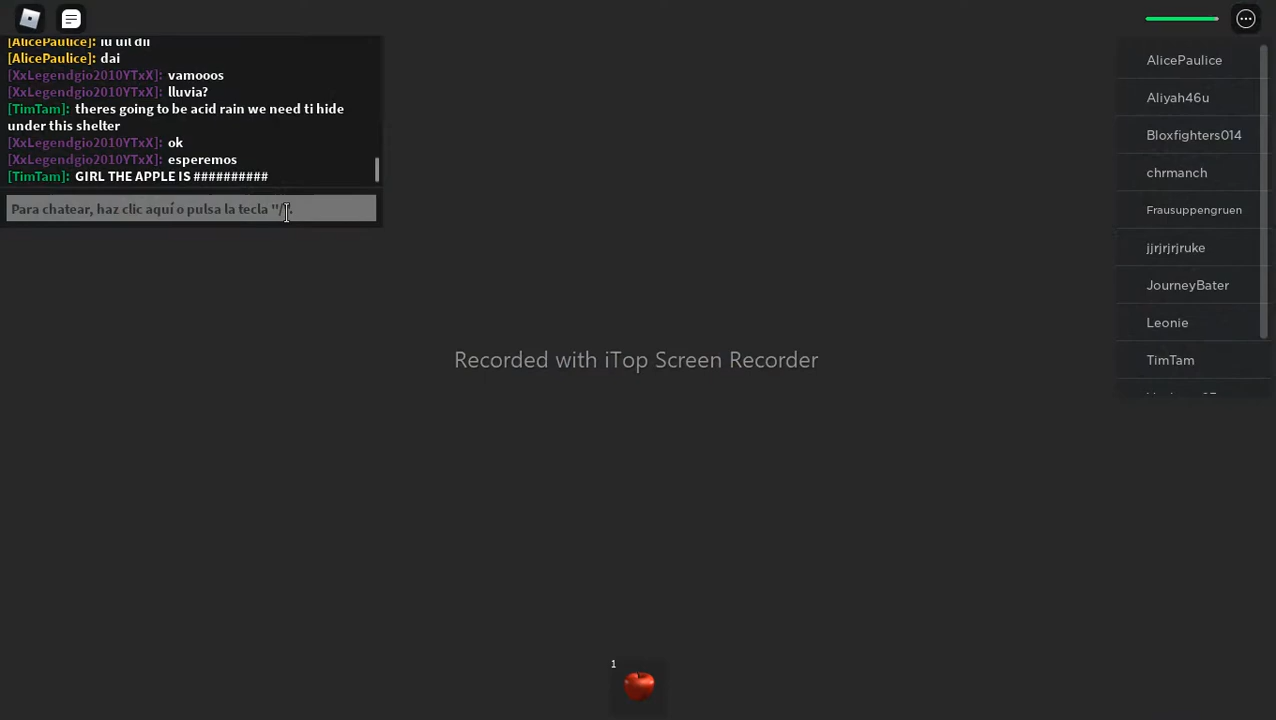 [AlicePaulice]: dai
[XxLegendgio2010YTxX]: vamooos
[XxLegendgio2010YTxX]: lluvia?
[TimTam]: theres going to be acid rain we need ti hide
under this shelter
[XxLegendgio2010YTxX]: ok
[XxLegendgio2010YTxX]: esperemos
[TimTam]: GIRL THE APPLE IS ##########
Para chatear, haz clic aquí o pulsa la tecla "/".
AlicePaulice
Aliyah46u
Bloxfighters014
chrmanch
Frausuppengruen
jjrjrjrjruke
JourneyBater
Leonie
TimTam
Recorded with iTop Screen Recorder
1